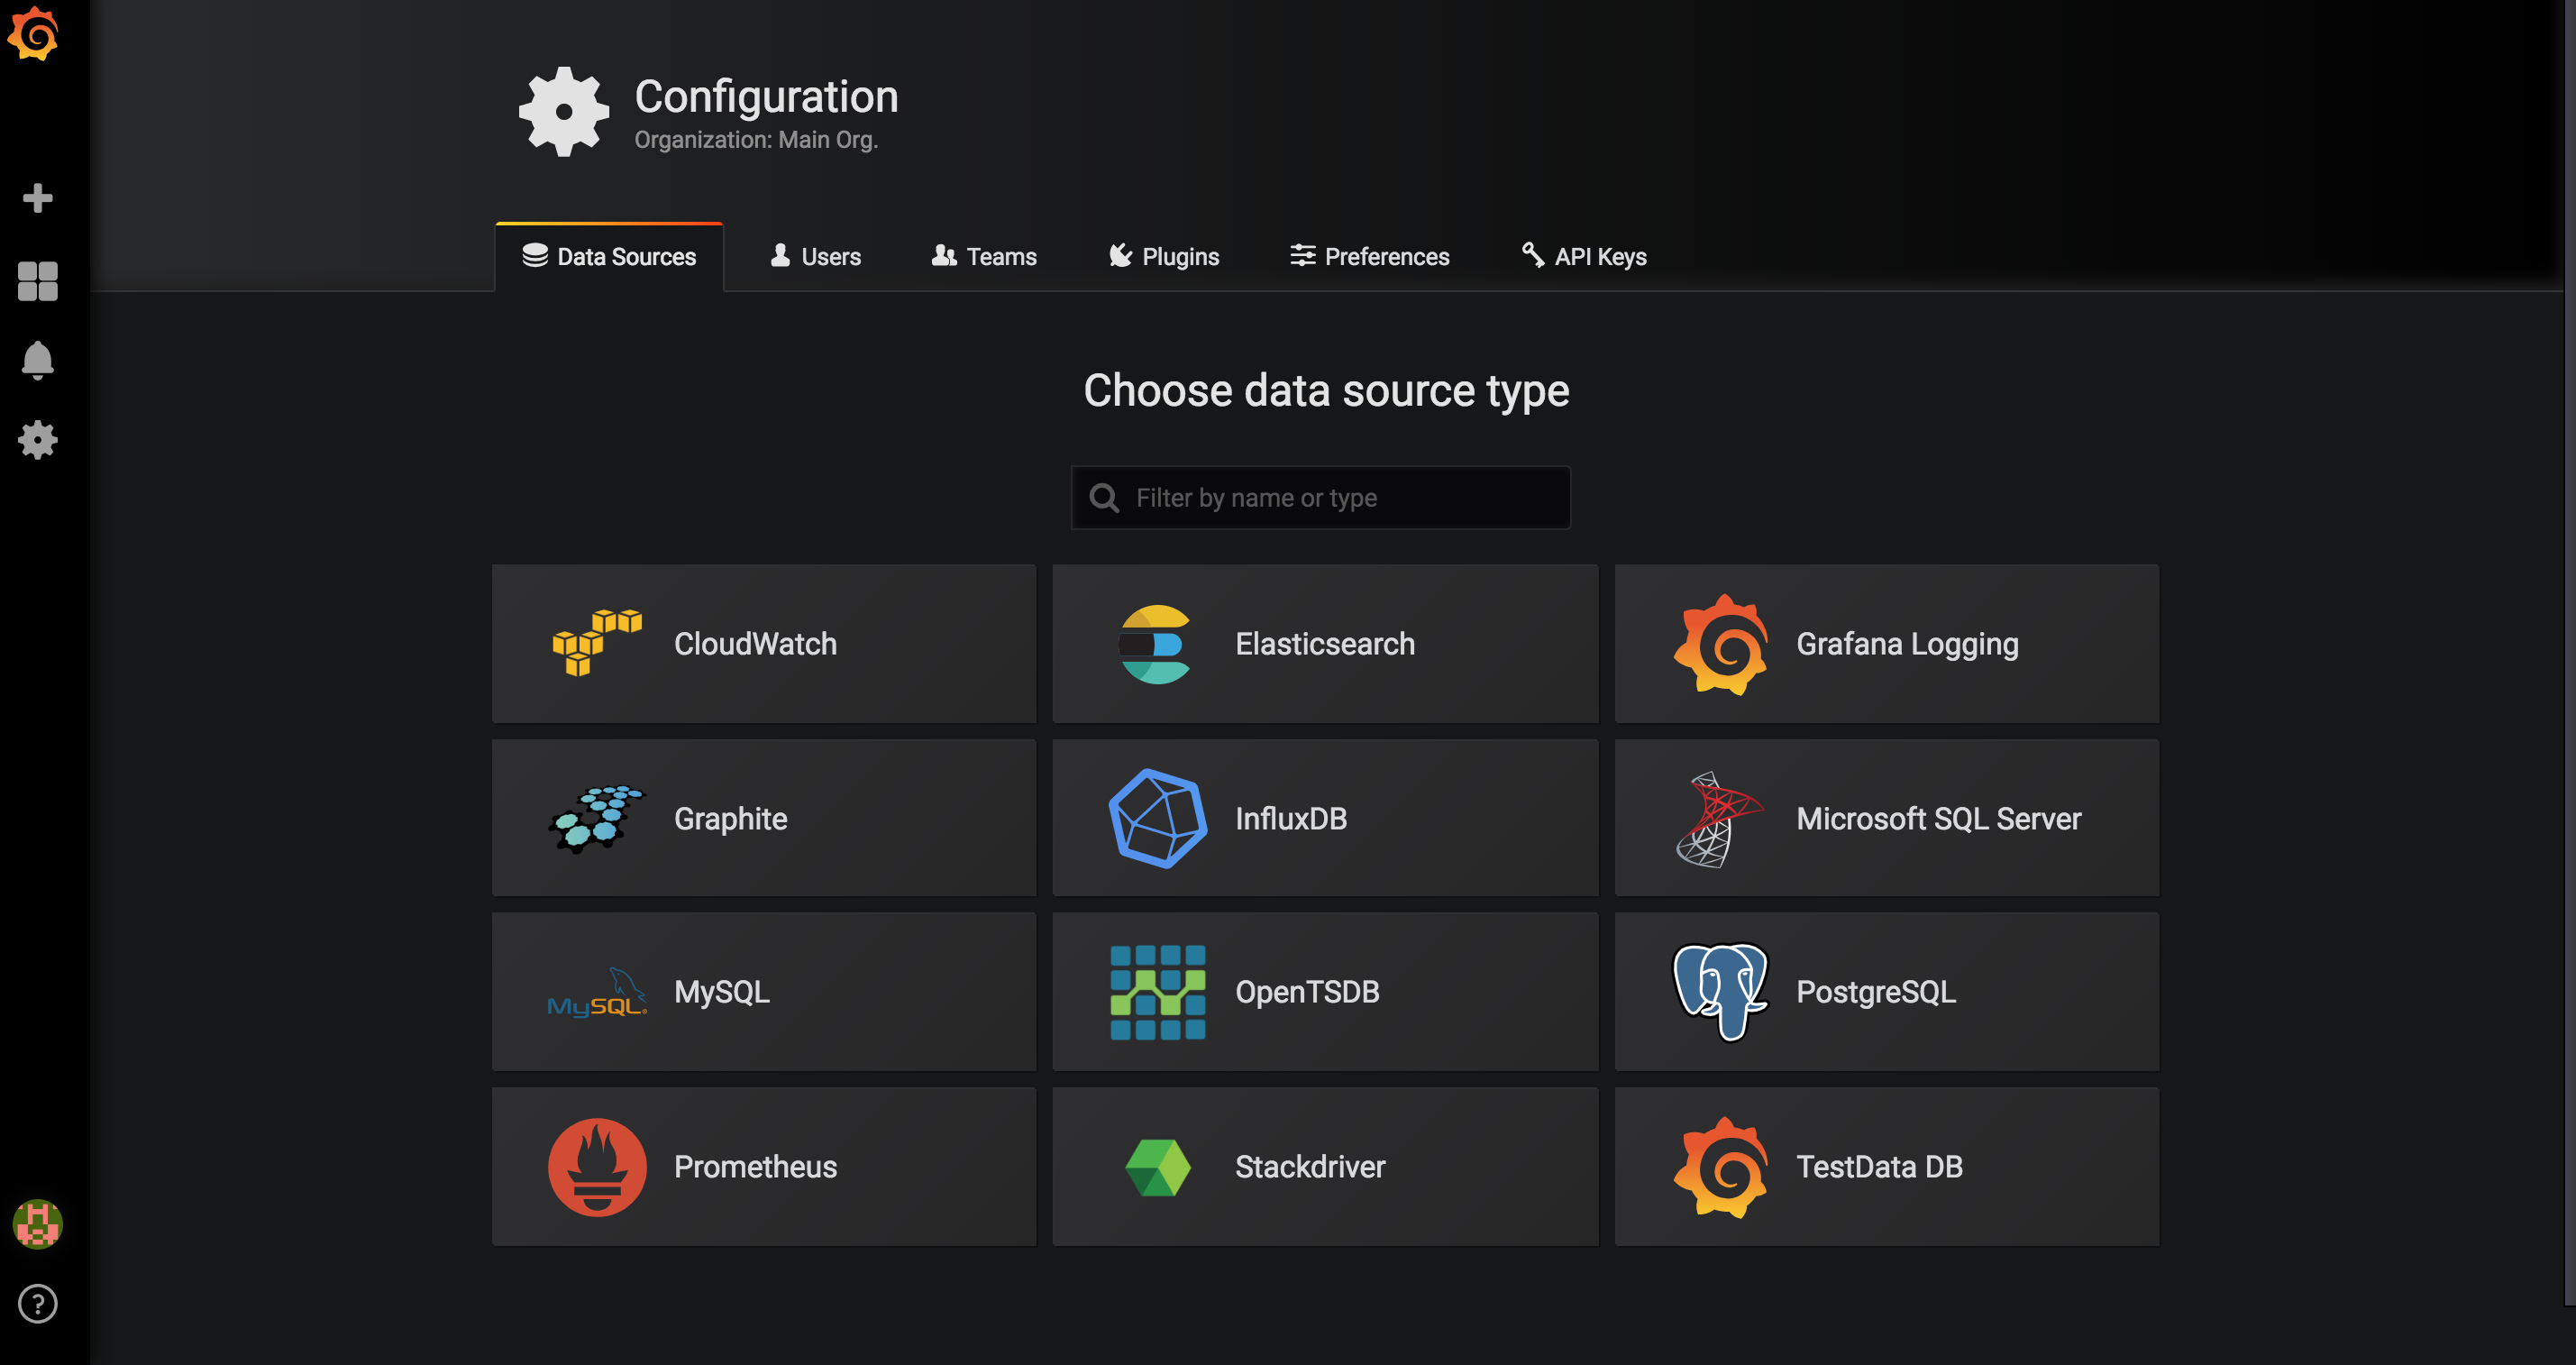 Configuration
Organization: Main Org.
Data Sources
Users
Teams
Plugins
Preferences
API Keys
Choose data source type
Filter by name or type
CloudWatch
Elasticsearch
Grafana Logging
Graphite
InfluxDB
Microsoft SQL Server
MySQL
MySQL
OpenTSDB
PostgreSQL
Prometheus
Stackdriver
TestData DB
?